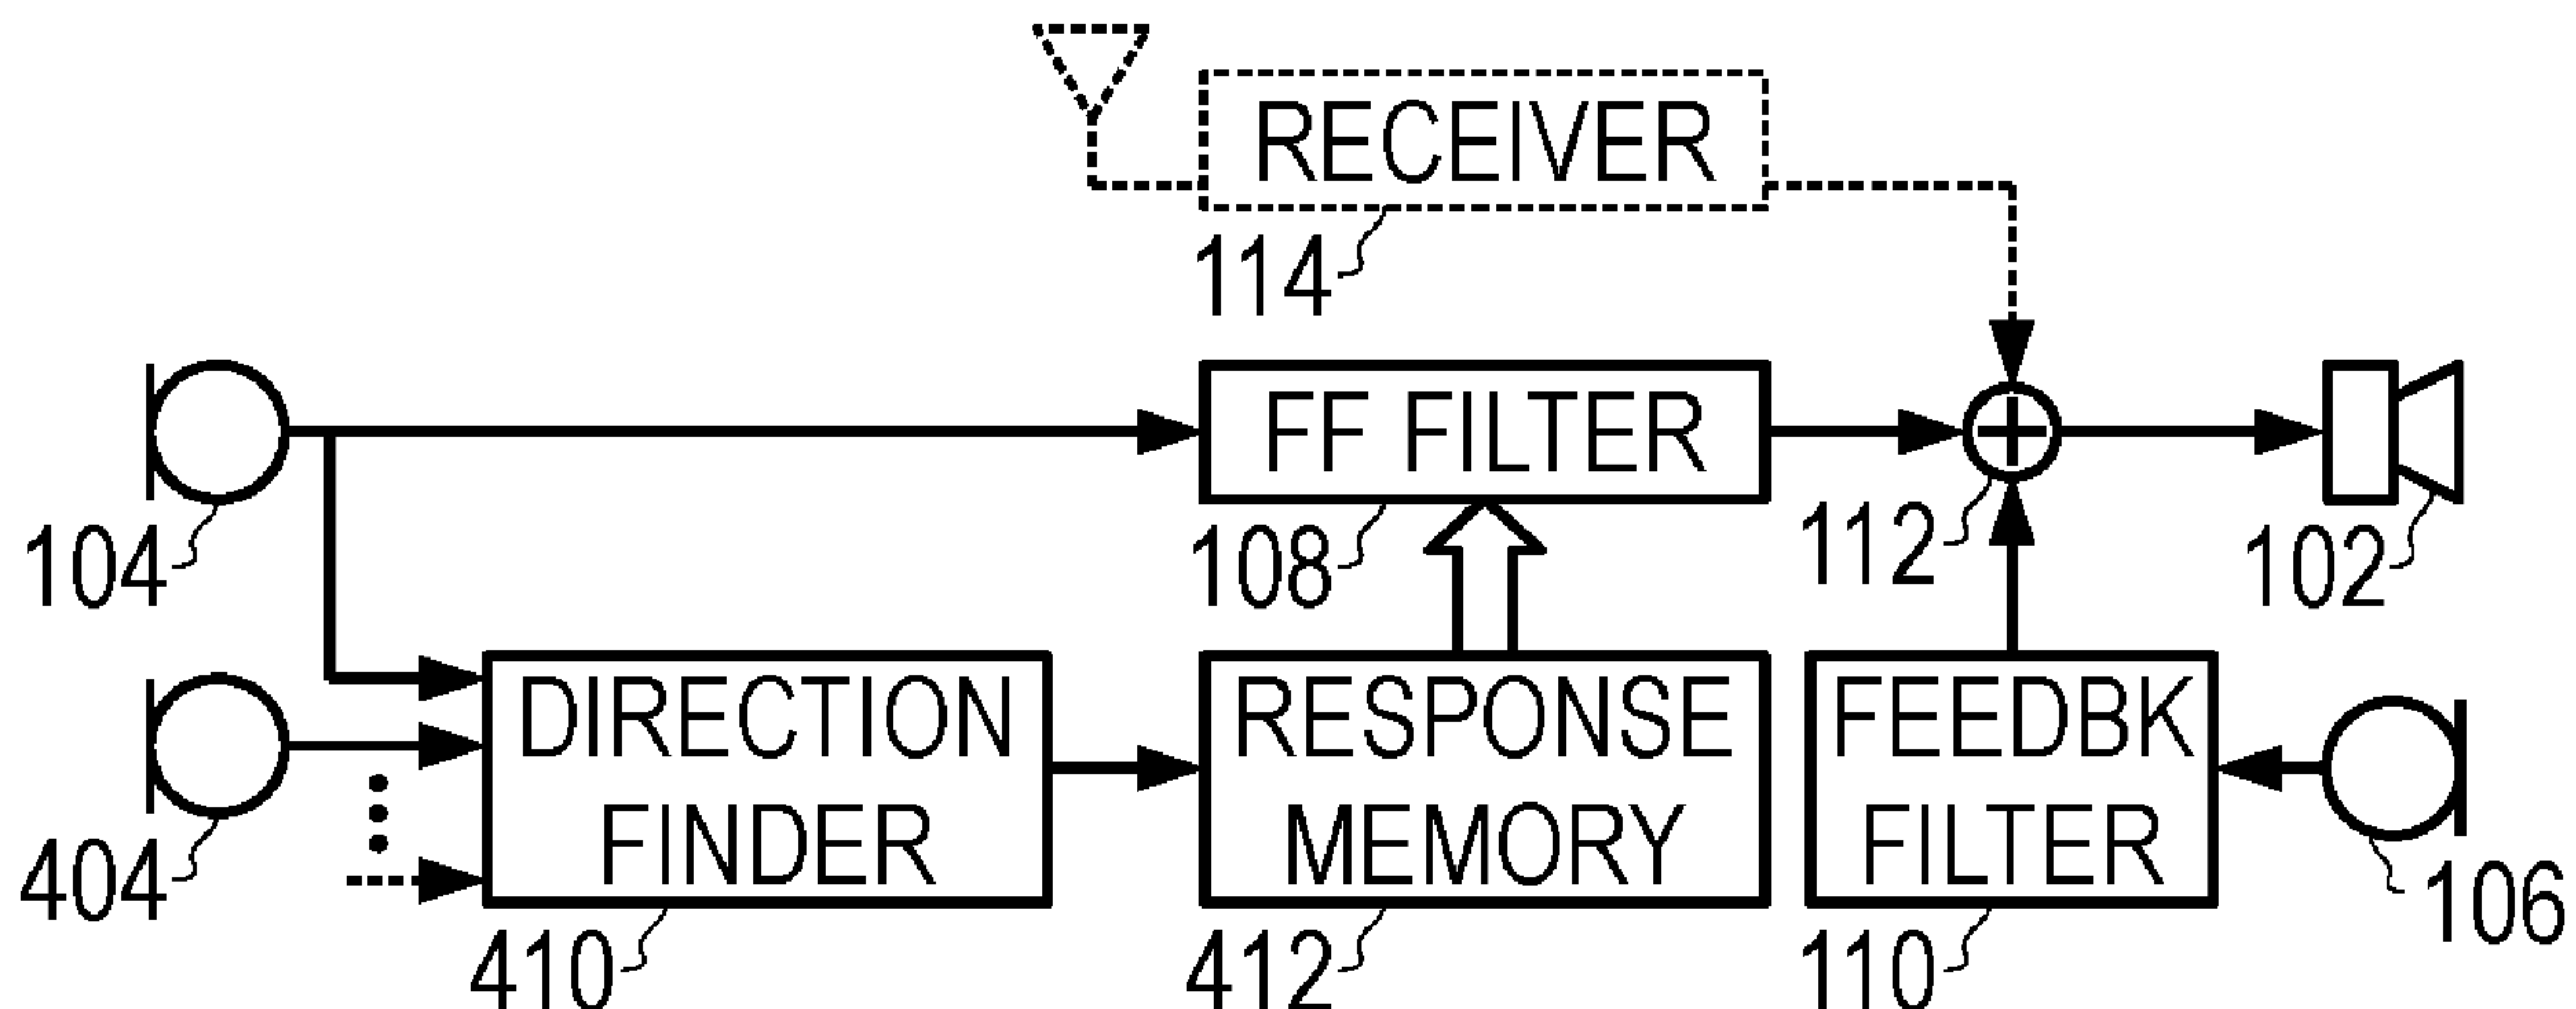 RECEIVER
114
FF FILTER
104
108
112
102
DIRECTION
FINDER
RESPONSE
MEMORY
FEEDBK
FILTER
404
410
412
110
106